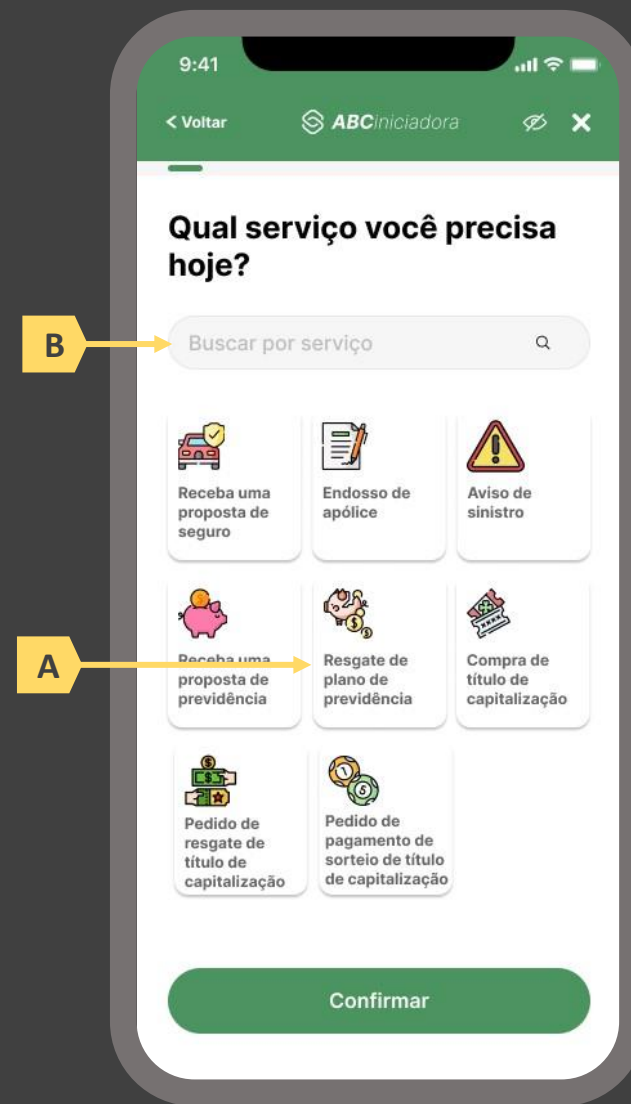 9:41
< Voltar
ABCiniciadora
Qual serviço você precisa
hoje?
B
Buscar por serviço
Receba uma
proposta de
seguro
Endosso de
apólice
Aviso de
sinistro
A
Receba uma
proposta de
previdência
Resgate de
plano de
previdência
Compra de
título de
capitalização
Pedido de
resgate de
título de
capitalização
Pedido de
pagamento de
sorteio de título
de capitalização
Confirmar